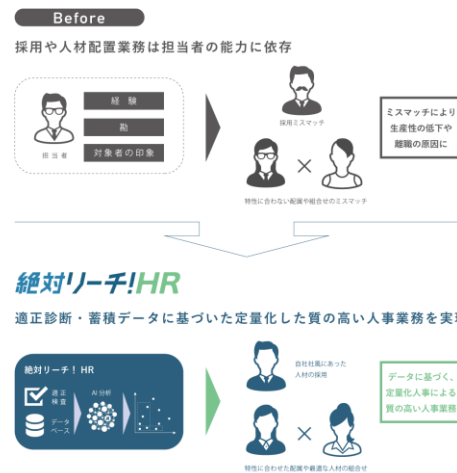 Before
採用や人材配置業務は担当者の能力に依存
経験
勘
対象者の印象
担当者
採用ミスマッチ
特性に合わない配属や組合せのミスマッチ
ミスマッチにより
生産性の低下や
離職の原因に
絶対リーチ!HR
適正診断・蓄積データに基づいた定量化した質の高い人事業務を実現
絶対リーチ! HR
適正
検査
データ
ベース
AI分析
自社社風にあった
人材の採用
特性に合わせた配属や最適な人材の組合せ
データに基づく、
定量化人事による
質の高い人事業務